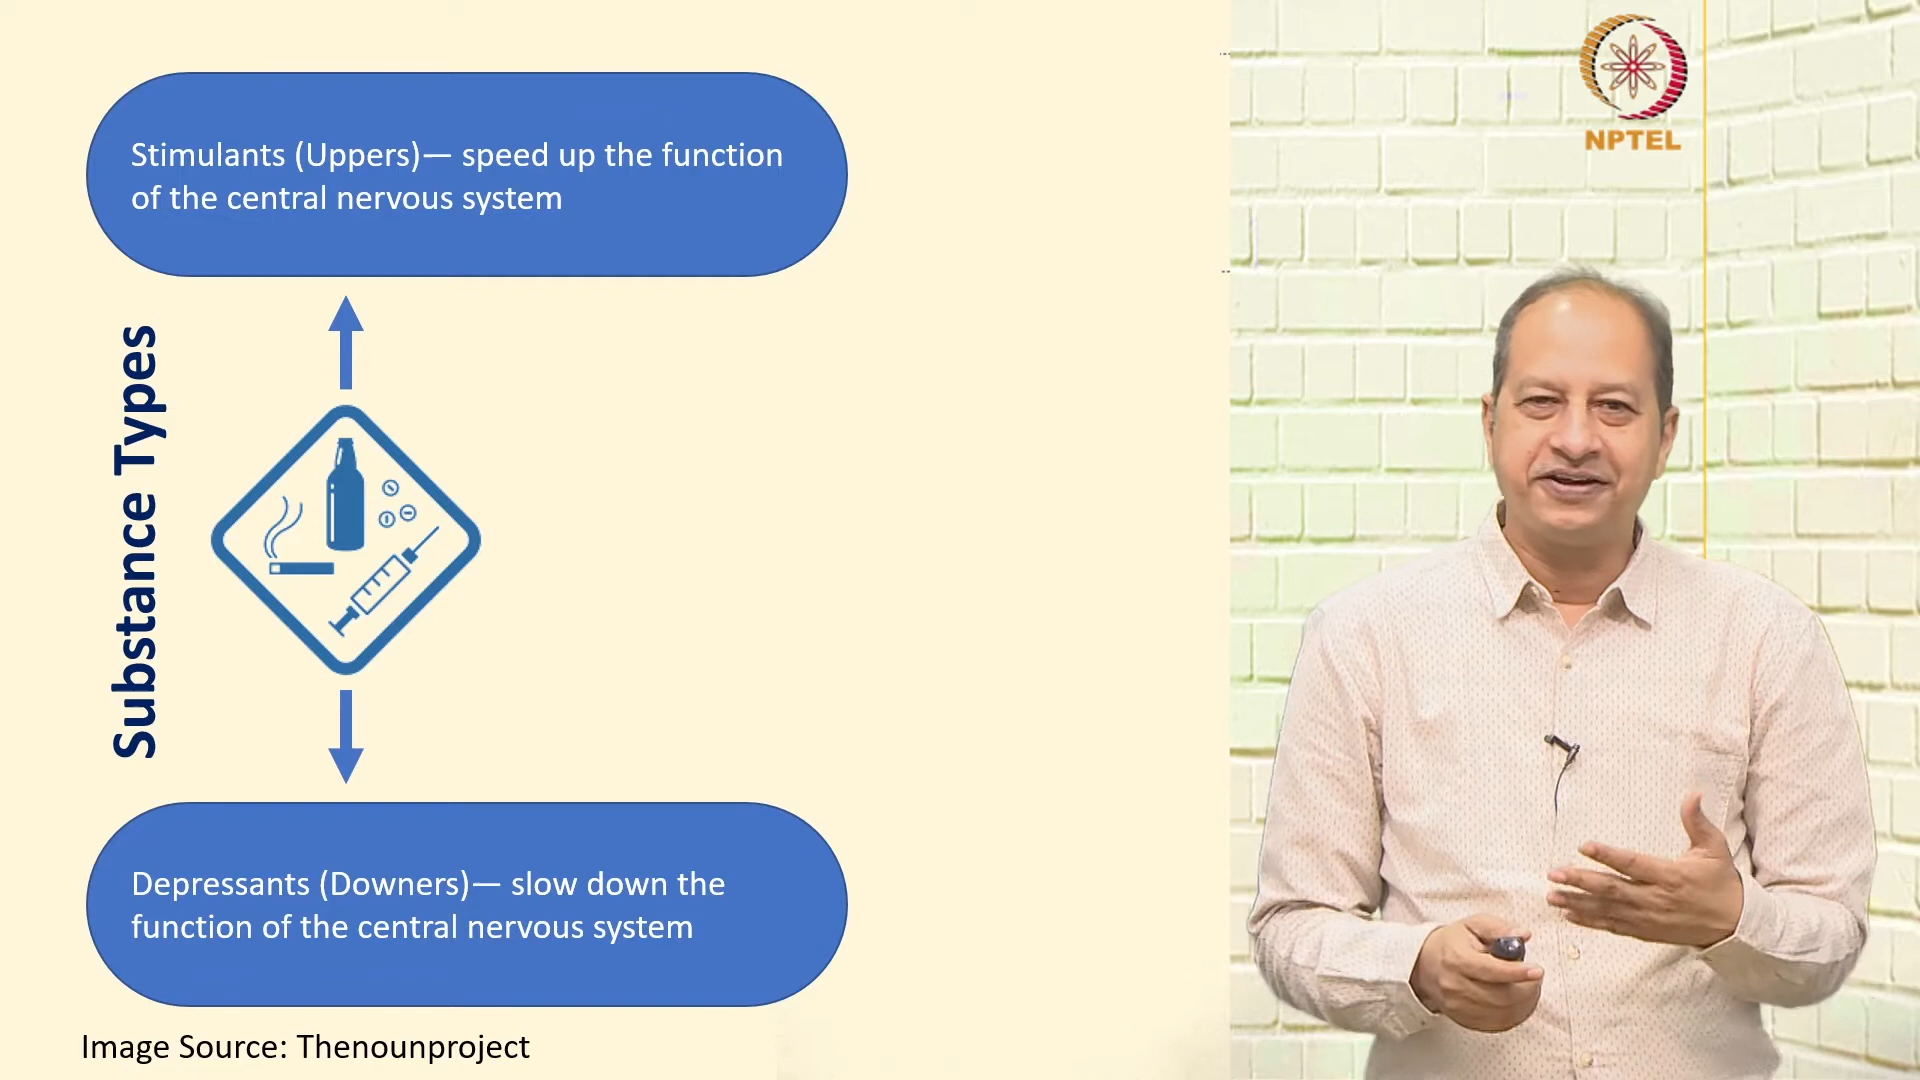 Stimulants (Uppers)— speed up the function
of the central nervous system
Substance Types
Depressants (Downers)— slow down the
function of the central nervous system
Image Source: Thenounproject
NPTEL